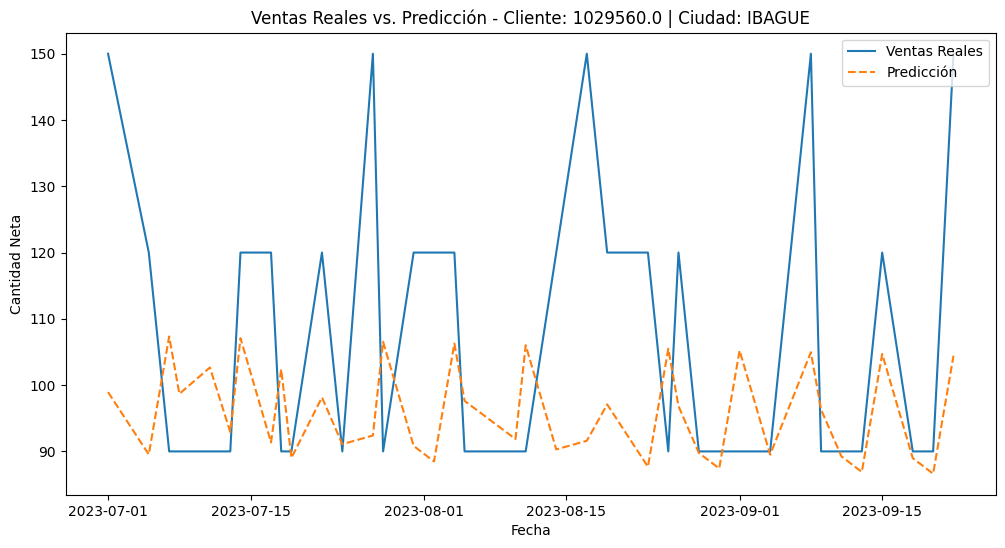 Ventas Reales vs. Predicción - Cliente: 1029560.0 | Ciudad: IBAGUE
Ventas Reales
Predicción
Cantidad Neta
150
140
130
120
110
100
90
2023-07-01
2023-07-15
2023-08-01
2023-08-15
2023-09-01
2023-09-15
Fecha